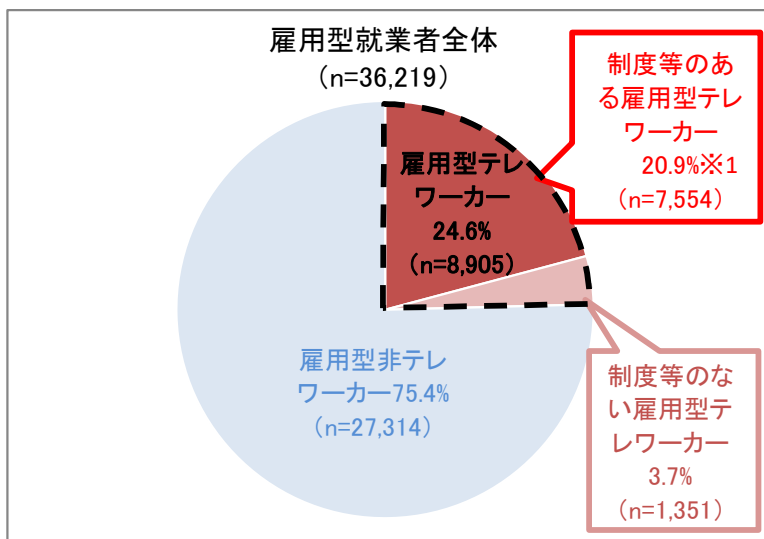 雇用型就業者全体
（n=36,219）
制度等のあ
る雇用型テレ
ワーカー
20.9%※1
（n=7,554）
雇用型テレ
ワーカー
24.6%
（n=8,905）
雇用型非テレ
ワーカー75.4%
（n=27,314）
制度等のな
い雇用型テ
レワーカー
3.7%
（n=1,351）